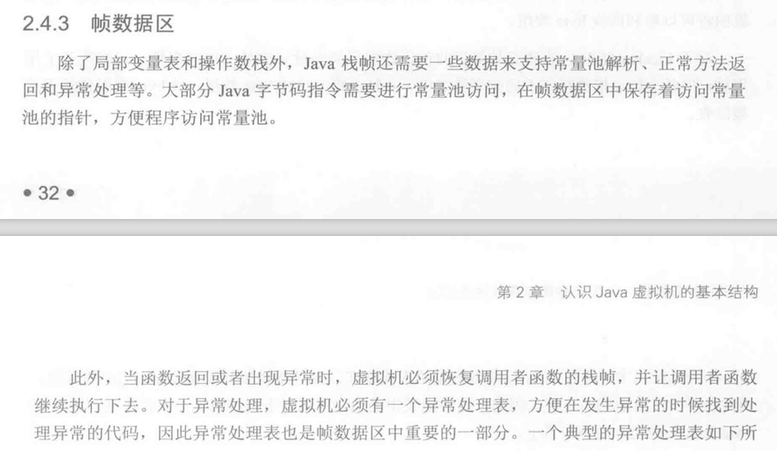 2.4.3 帧数据区
除了局部变量表和操作数栈外，Java 栈帧还需要一些数据来支持常量池解析、正常方法返
回和异常处理等。大部分 Java 字节码指令需要进行常量池访问，在帧数据区中保存着访问常量
池的指针，方便程序访问常量池。
• 32 •
第 2 章 认识 Java 虚拟机的基本结构
此外，当函数返回或者出现异常时，虚拟机必须恢复调用者函数的栈帧，并让调用者函数
继续执行下去。对于异常处理，虚拟机必须有一个异常处理表，方便在发生异常的时候找到处
理异常的代码，因此异常处理表也是帧数据区中重要的一部分。一个典型的异常处理表如下所